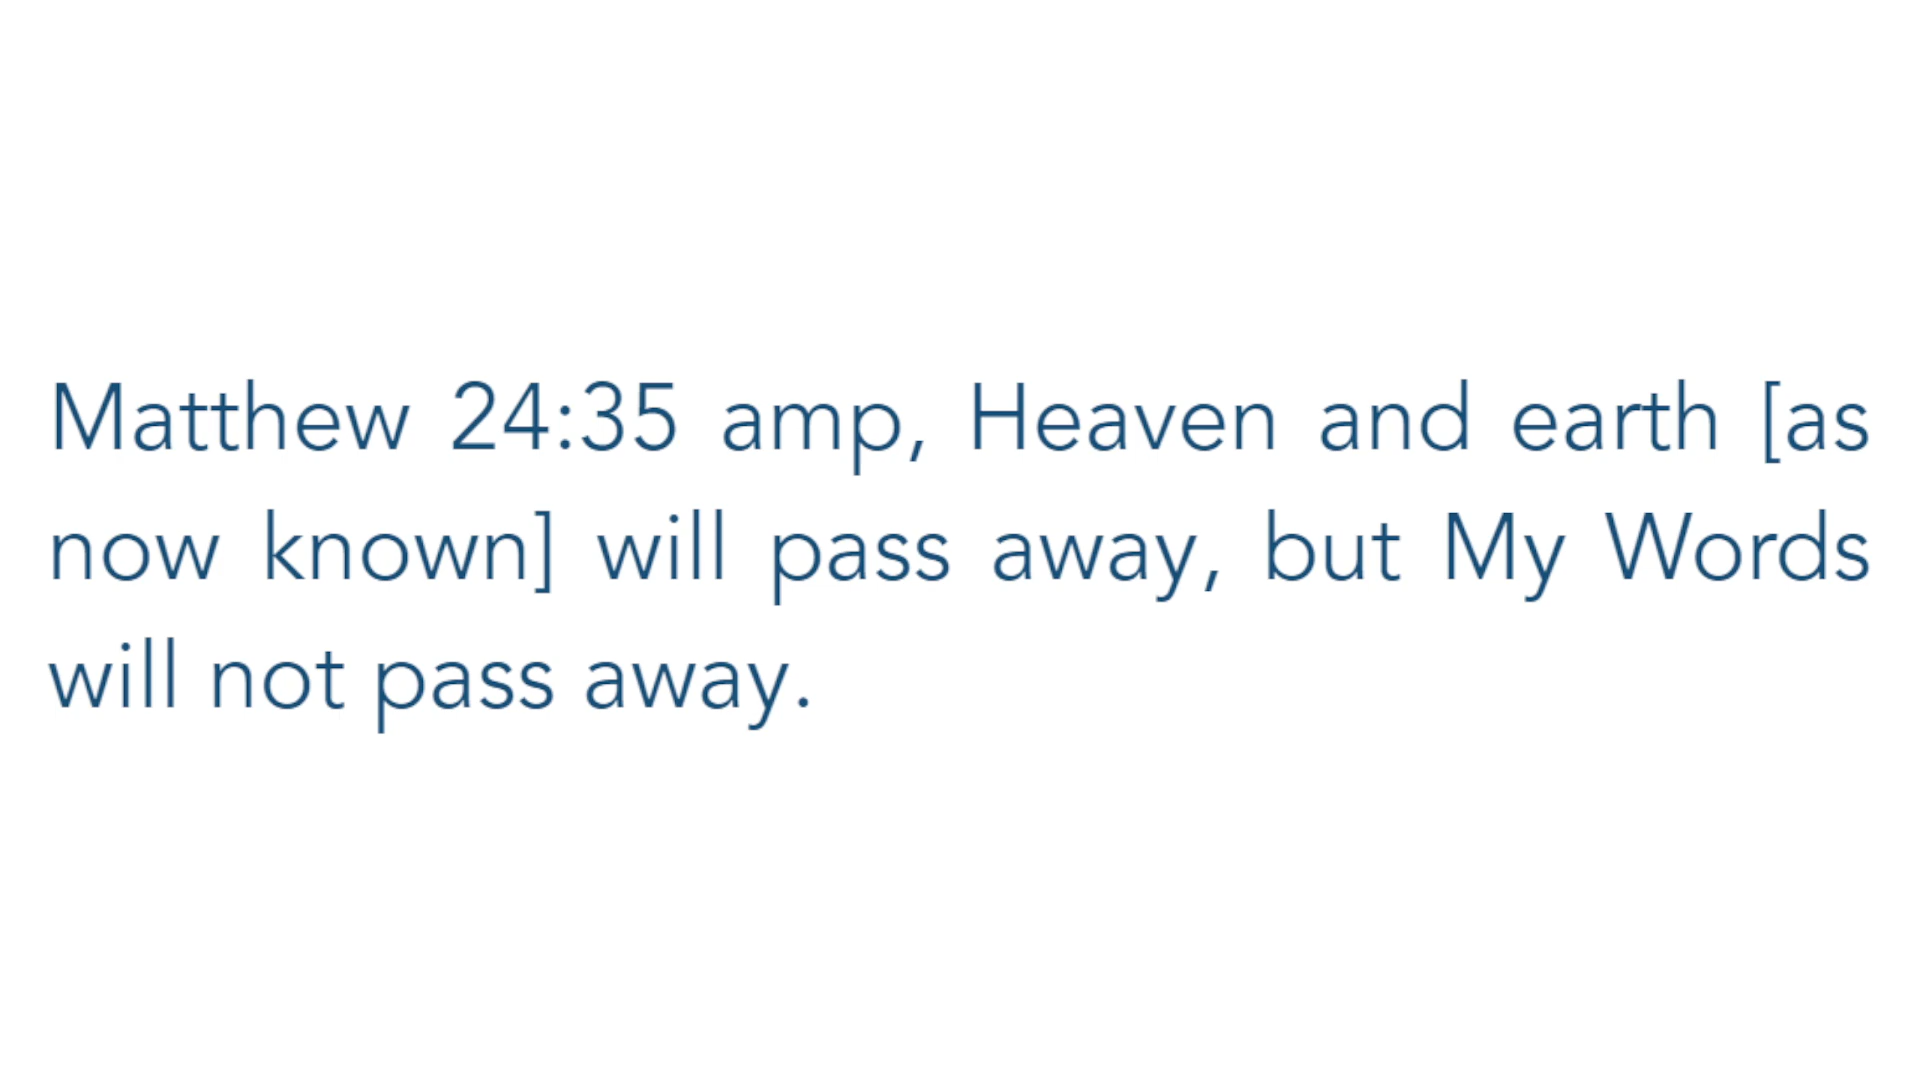 Matthew 24:35 amp, Heaven and earth [as
now known] will pass away, but My Words
will not pass away.